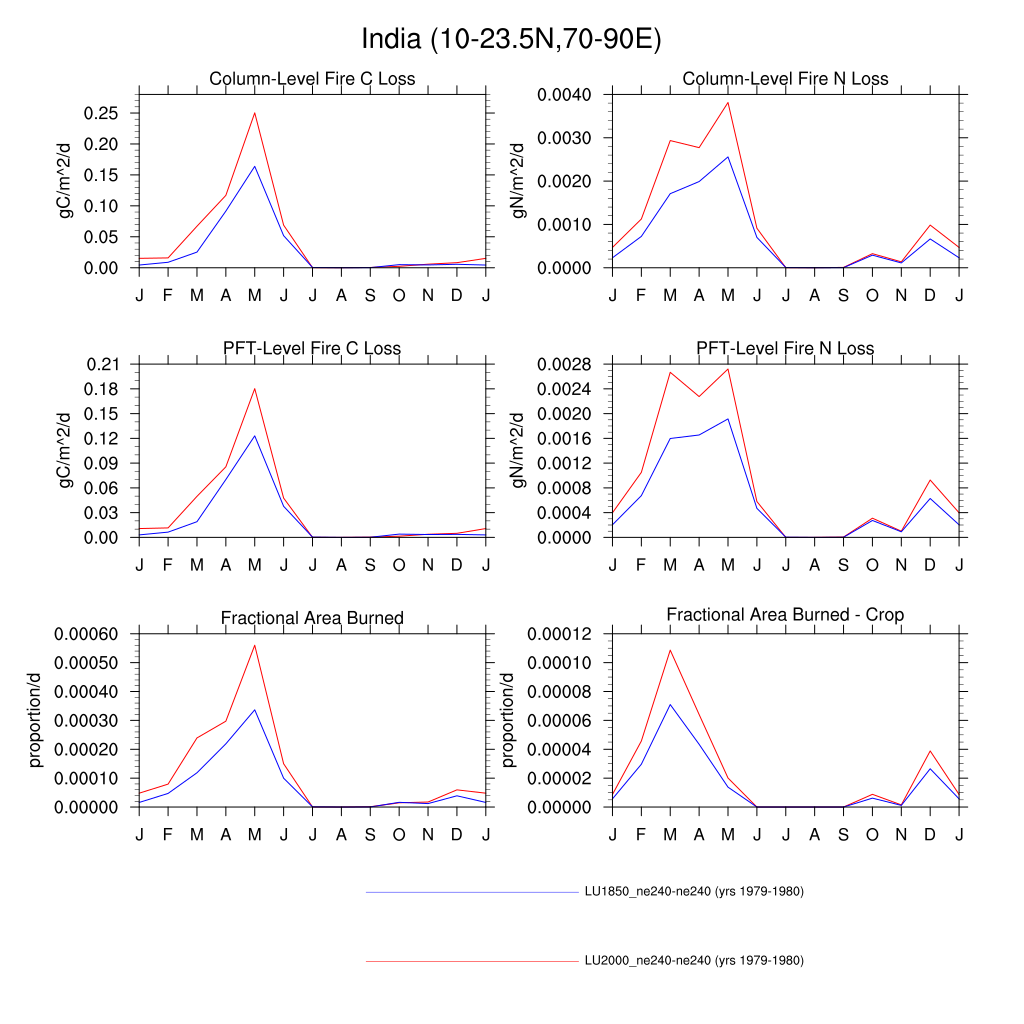 India (10-23.5N,70-90E)
Column-Level Fire C Loss
gC/m^2/d
0.25
0.20
0.15
0.10
0.05
0.00
J F M A M J J A S O N D J
Column-Level Fire N Loss
gN/m^2/d
0.0040
0.0030
0.0020
0.0010
0.0000
J F M A M J J A S O N D J
PFT-Level Fire C Loss
gC/m^2/d
0.21
0.18
0.15
0.12
0.09
0.06
0.03
0.00
J F M A M J J A S O N D J
PFT-Level Fire N Loss
gN/m^2/d
0.0028
0.0024
0.0020
0.0016
0.0012
0.0008
0.0004
0.0000
J F M A M J J A S O N D J
Fractional Area Burned
proportion/d
0.00060
0.00050
0.00040
0.00030
0.00020
0.00010
0.00000
J F M A M J J A S O N D J
Fractional Area Burned - Crop
proportion/d
0.00012
0.00010
0.00008
0.00006
0.00004
0.00002
0.00000
J F M A M J J A S O N D J
LU1850_ne240-ne240 (yrs 1979-1980)
LU2000_ne240-ne240 (yrs 1979-1980)